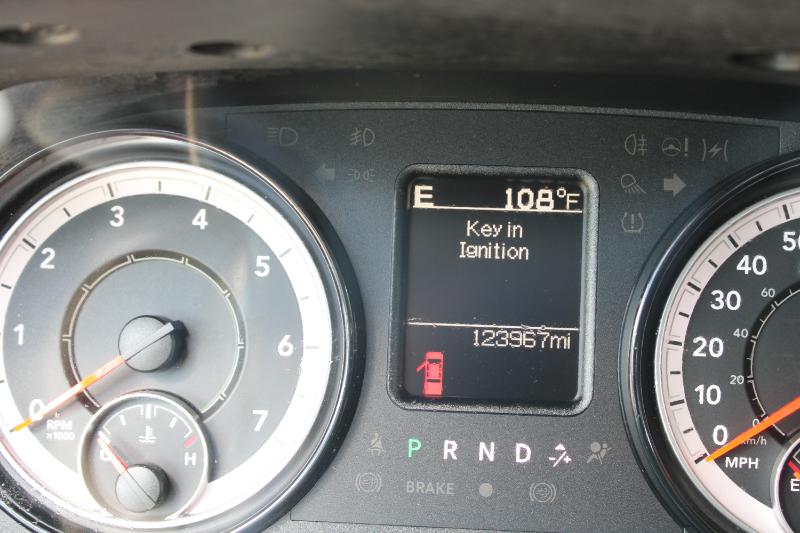 E 108°F
Key in
Ignition
123967mi
0 1 2 3 4 5 6 7
RPM
x1000
H
P R N D
BRAKE
0 10 20 30 40 50
MPH
20 40 60
km/h
E